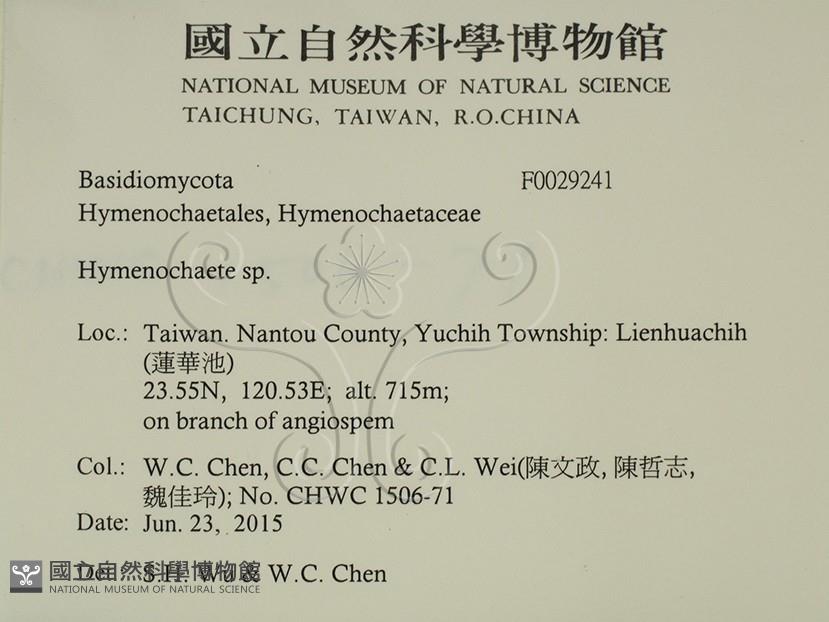 國立自然科學博物館
NATIONAL MUSEUM OF NATURAL SCIENCE
TAICHUNG, TAIWAN, R.O.CHINA
Basidiomycota F0029241
Hymenochaetales, Hymenochaetaceae
Hymenochaete sp.
Loc.: Taiwan. Nantou County, Yuchih Township: Lienhuachih
(蓮華池)
23.55N, 120.53E; alt. 715m;
on branch of angiospem
Col.: W.C. Chen, C.C. Chen & C.L. Wei(陳文政, 陳哲志,
魏佳玲); No. CHWC 1506-71
Date: Jun. 23, 2015
Det: S.H. Wu & W.C. Chen
國立自然科學博物館
NATIONAL MUSEUM OF NATURAL SCIENCE